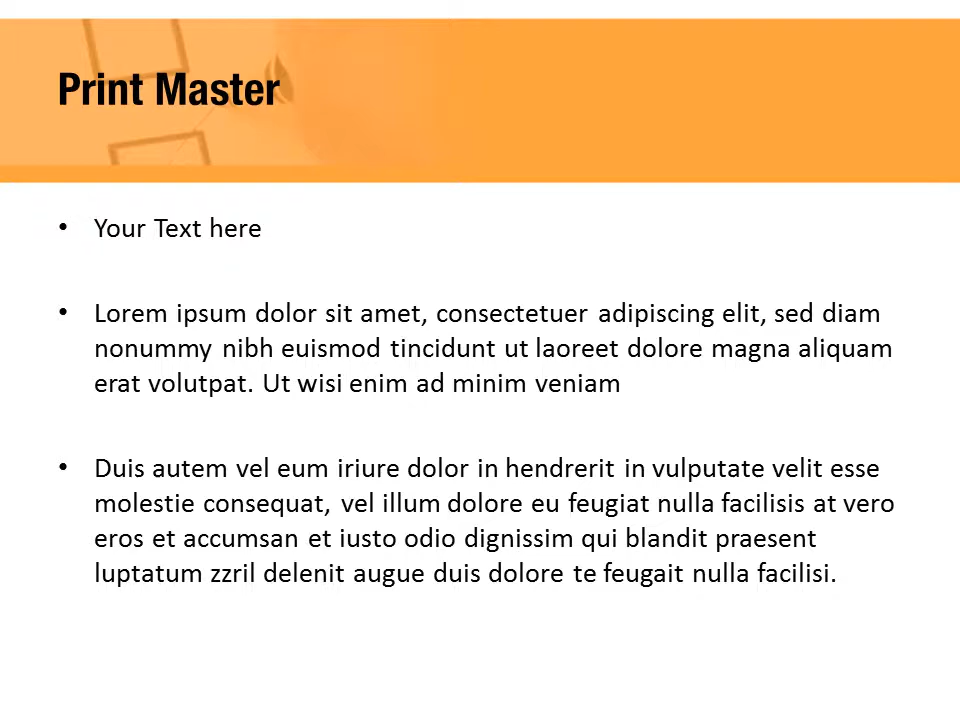 Print Master
• Your Text here
• Lorem ipsum dolor sit amet, consectetuer adipiscing elit, sed diam
nonummy nibh euismod tincidunt ut laoreet dolore magna aliquam
erat volutpat. Ut wisi enim ad minim veniam
• Duis autem vel eum iriure dolor in hendrerit in vulputate velit esse
molestie consequat, vel illum dolore eu feugiat nulla facilisis at vero
eros et accumsan et iusto odio dignissim qui blandit praesent
luptatum zzril delenit augue duis dolore te feugait nulla facilisi.